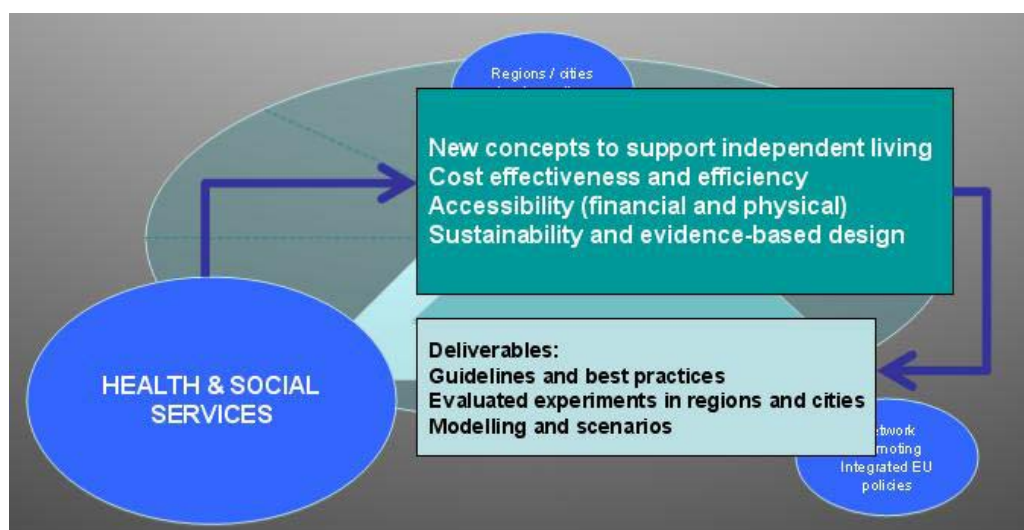 Regions / cities
New concepts to support independent living
Cost effectiveness and efficiency
Accessibility (financial and physical)
Sustainability and evidence-based design
HEALTH & SOCIAL
SERVICES
Deliverables:
Guidelines and best practices
Evaluated experiments in regions and cities
Modelling and scenarios
Integrated EU
policies